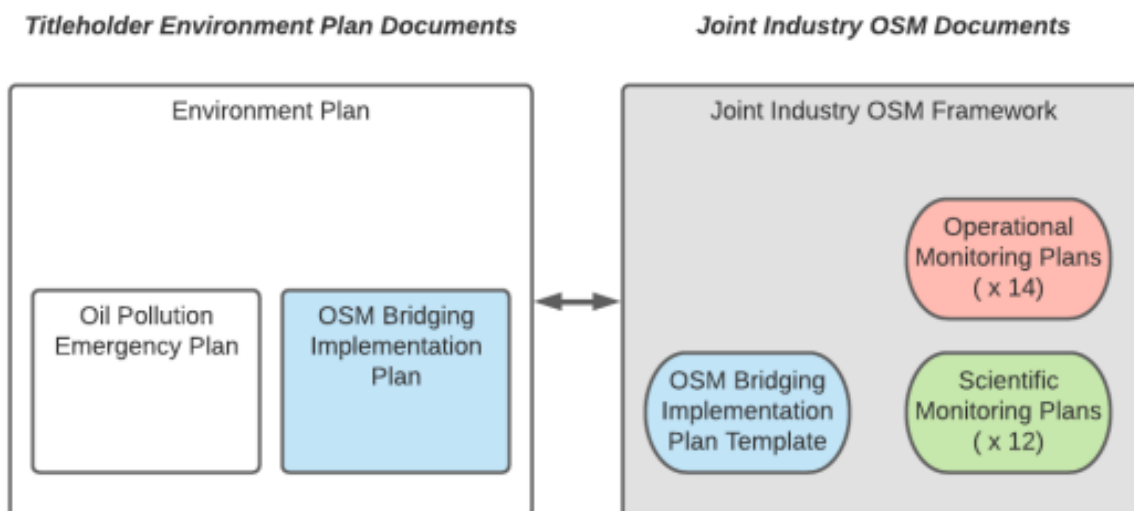 Titleholder Environment Plan Documents
Joint Industry OSM Documents
Environment Plan
Oil Pollution
Emergency Plan
OSM Bridging
Implementation
Plan
Joint Industry OSM Framework
Operational
Monitoring Plans
( x 14)
OSM Bridging
Implementation
Plan Template
Scientific
Monitoring Plans
( x 12)